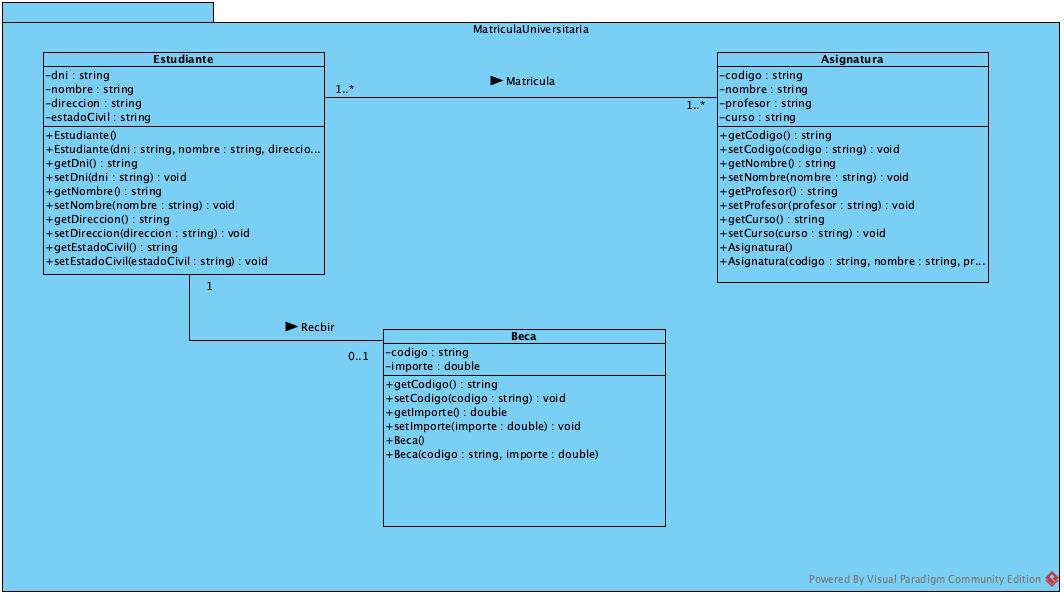 MatriculaUniversitaria
Estudiante
-dni : string
-nombre : string
-direccion : string
-estadoCivil : string
+Estudiante()
+Estudiante(dni : string, nombre : string, direccio...
+getDni() : string
+setDni(dni : string) : void
+getNombre() : string
+setNombre(nombre : string) : void
+getDireccion() : string
+setDireccion(direccion : string) : void
+getEstadoCivil() : string
+setEstadoCivil(estadoCivil : string) : void
1..*
Matricula
1..*
Asignatura
-codigo : string
-nombre : string
-profesor : string
-curso : string
+getCodigo() : string
+setCodigo(codigo : string) : void
+getNombre() : string
+setNombre(nombre : string) : void
+getProfesor() : string
+setProfesor(profesor : string) : void
+getCurso() : string
+setCurso(curso : string) : void
+Asignatura()
+Asignatura(codigo : string, nombre : string, pr...
1
Recbir
0..1
Beca
-codigo : string
-importe : double
+getCodigo() : string
+setCodigo(codigo : string) : void
+getImporte() : double
+setImporte(importe : double) : void
+Beca()
+Beca(codigo : string, importe : double)
Powered By Visual Paradigm Community Edition